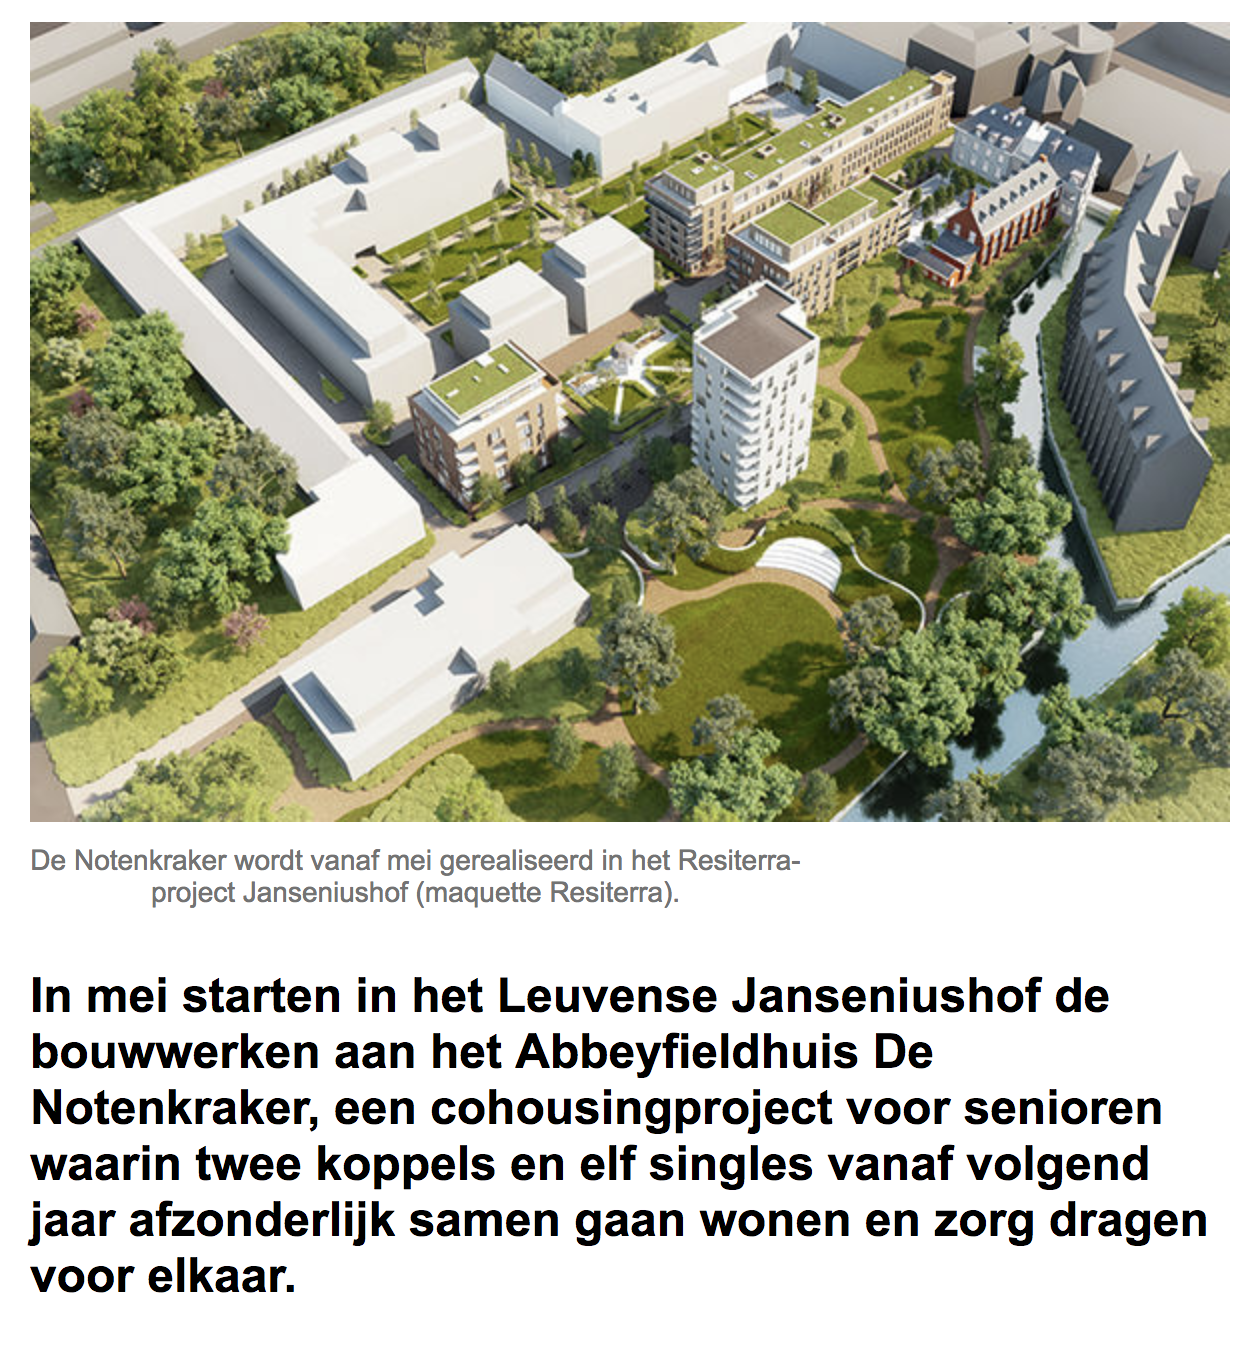 De Notenkraker wordt vanaf mei gerealiseerd in het Resiterra-
project Janseniushof (maquette Resiterra).
In mei starten in het Leuvense Janseniushof de
bouwwerken aan het Abbeyfieldhuis De
Notenkraker, een cohousingproject voor senioren
waarin twee koppels en elf singles vanaf volgend
jaar afzonderlijk samen gaan wonen en zorg dragen
voor elkaar.